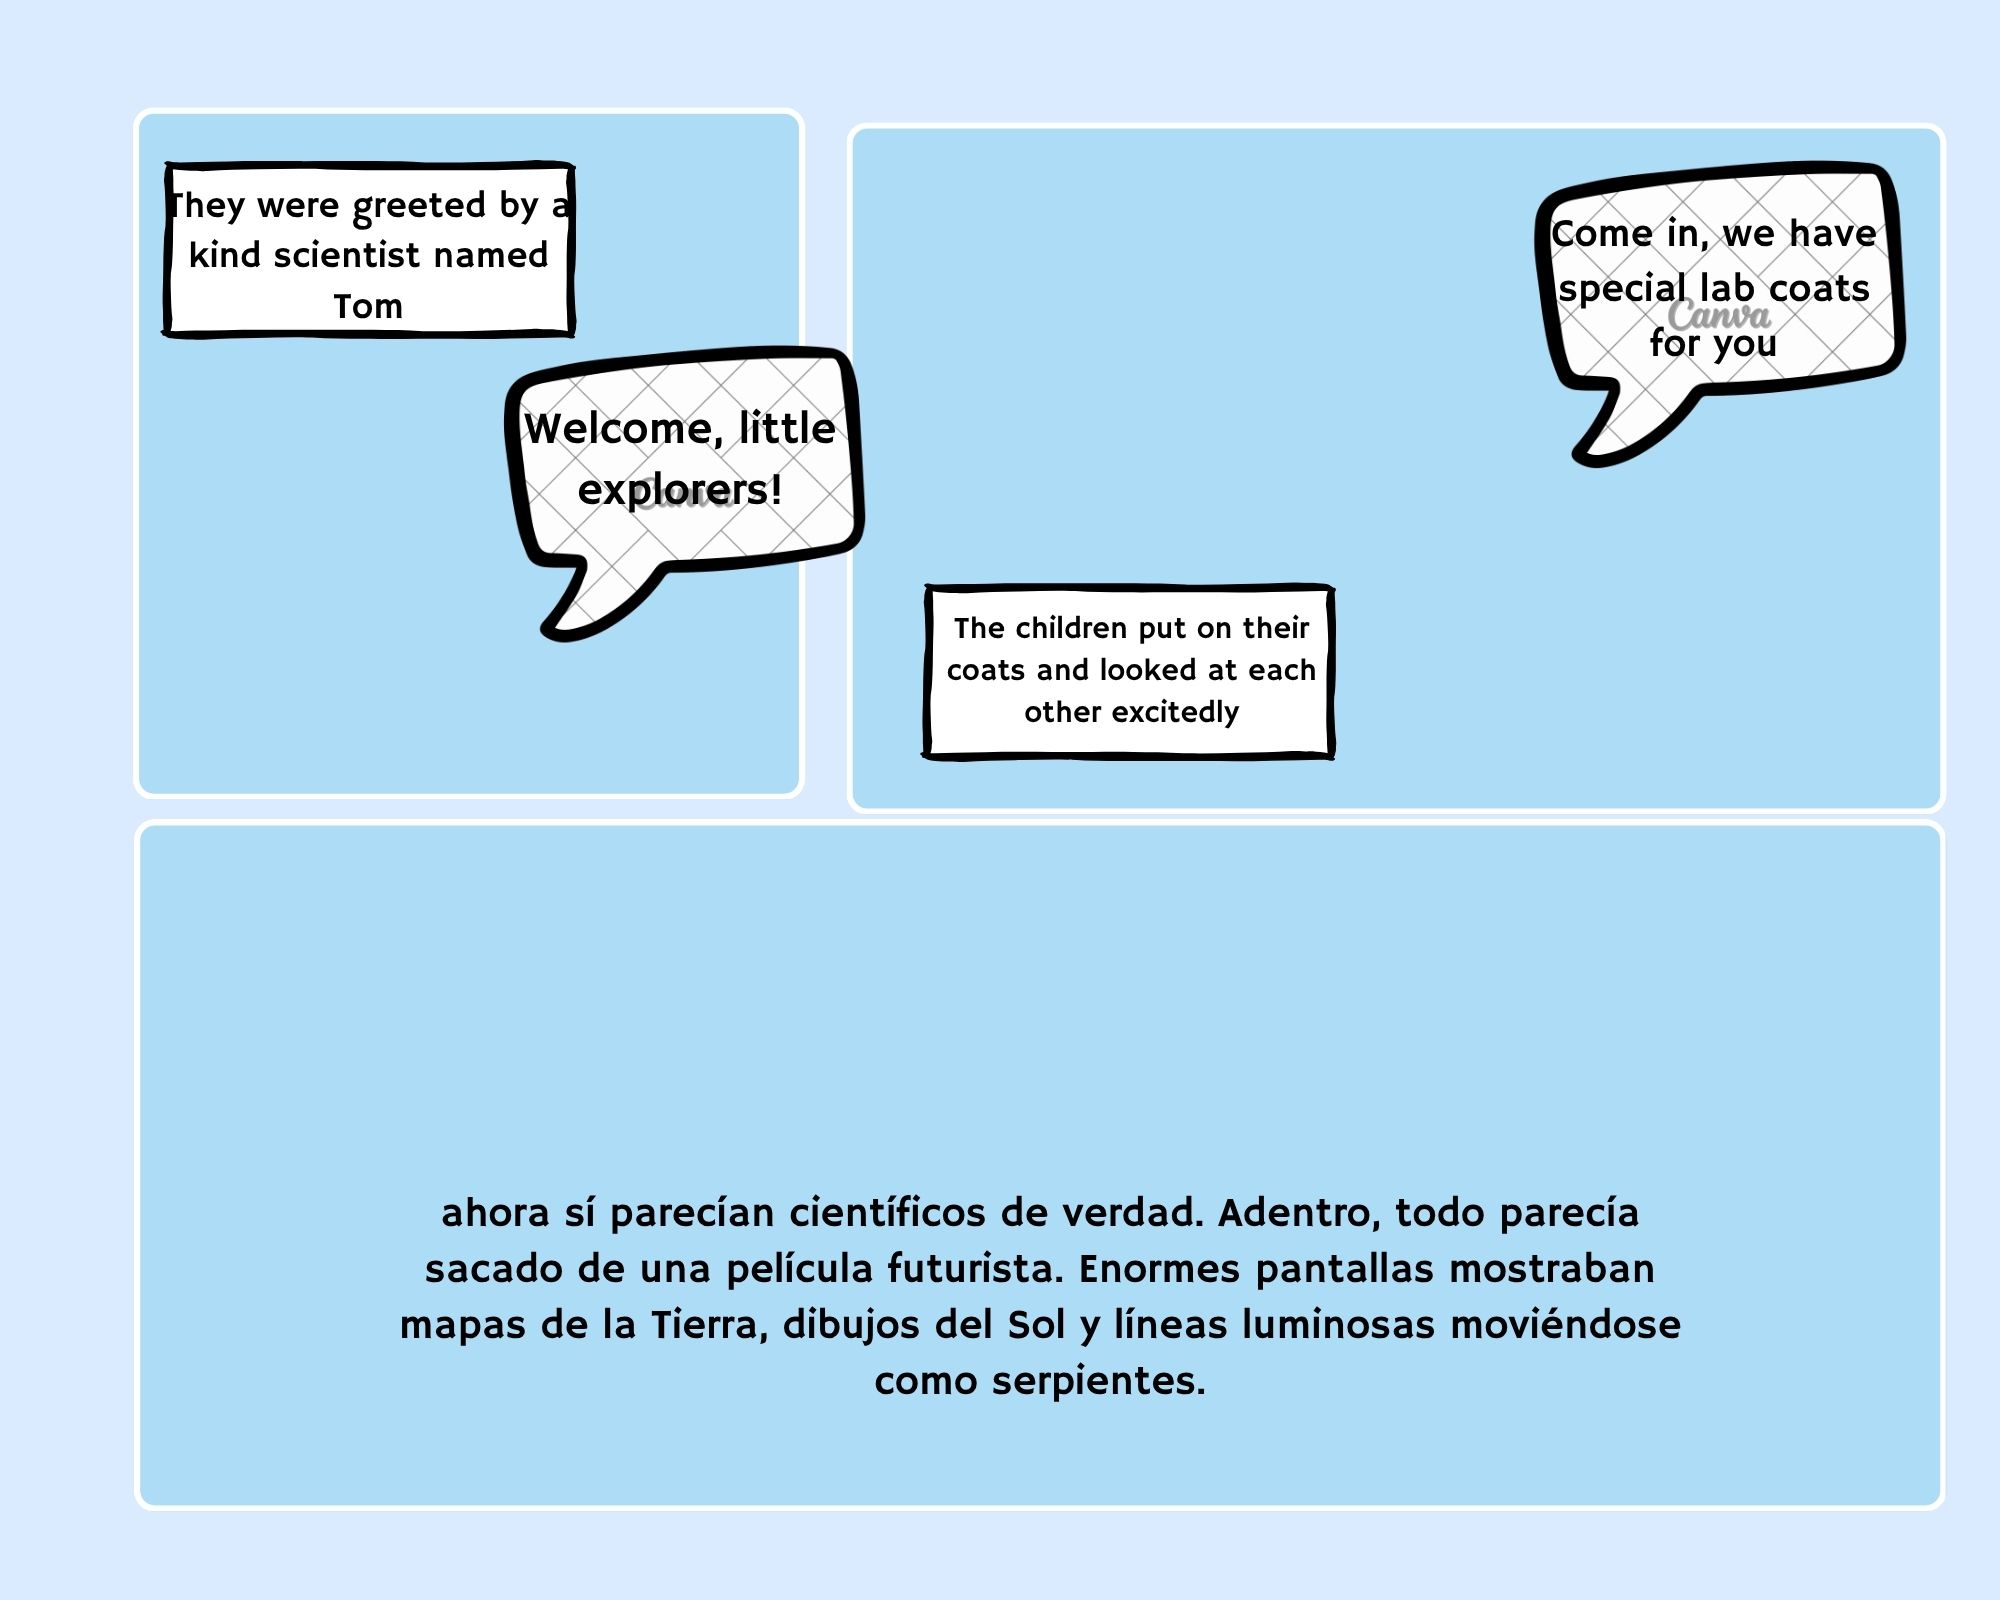 They were greeted by a
kind scientist named
Tom
Welcome, little
explorers!
Canva
Come in, we have
special lab coats
for you
Canva
The children put on their
coats and looked at each
other excitedly
ahora sí parecían científicos de verdad. Adentro, todo parecía
sacado de una película futurista. Enormes pantallas mostraban
mapas de la Tierra, dibujos del Sol y líneas luminosas moviéndose
como serpientes.